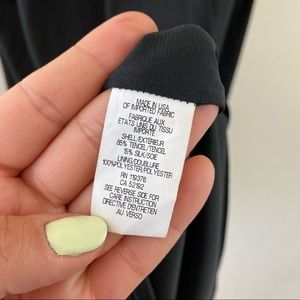 MADE IN USA
OF IMPORTED FABRIC
FABRIQUE AUX
ETATS UNIS DU TISSU
IMPORTE
SHELL/EXTERIEUR
85% TENCEL/TENCEL
15% SILK/SOIE
LINING/DOUBLURE
100%POLYESTER/POLYESTER
RN 119376
CA 52192
SEE REVERSE SIDE FOR
CARE INSTRUCTION
DIRECTIVE D'ENTRETIEN
AU VERSO